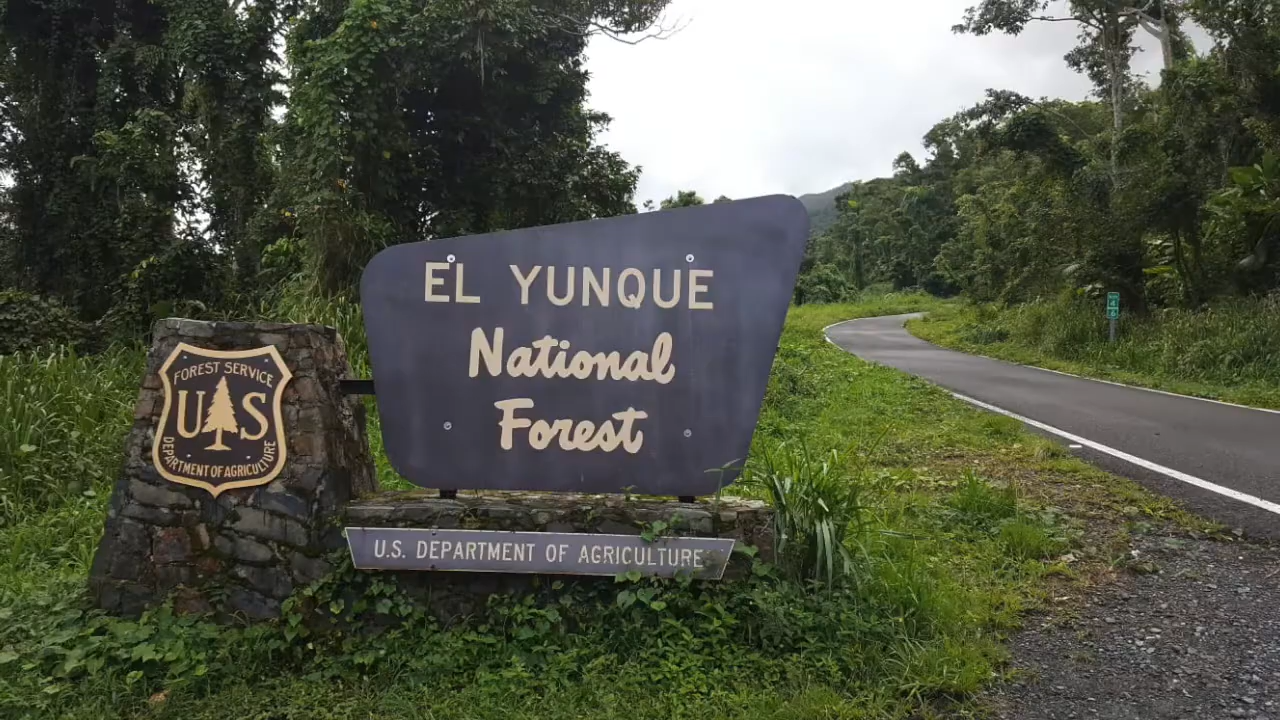 FOREST SERVICE
U S
DEPARTMENT OF AGRICULTURE
EL YUNQUE
National
Forest
U.S. DEPARTMENT OF AGRICULTURE